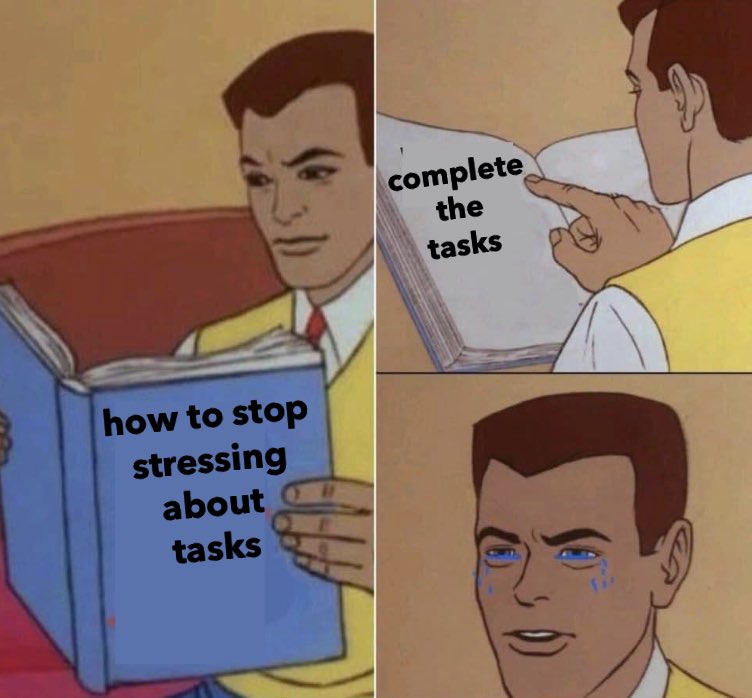 how to stop
stressing
about
tasks
complete
the
tasks